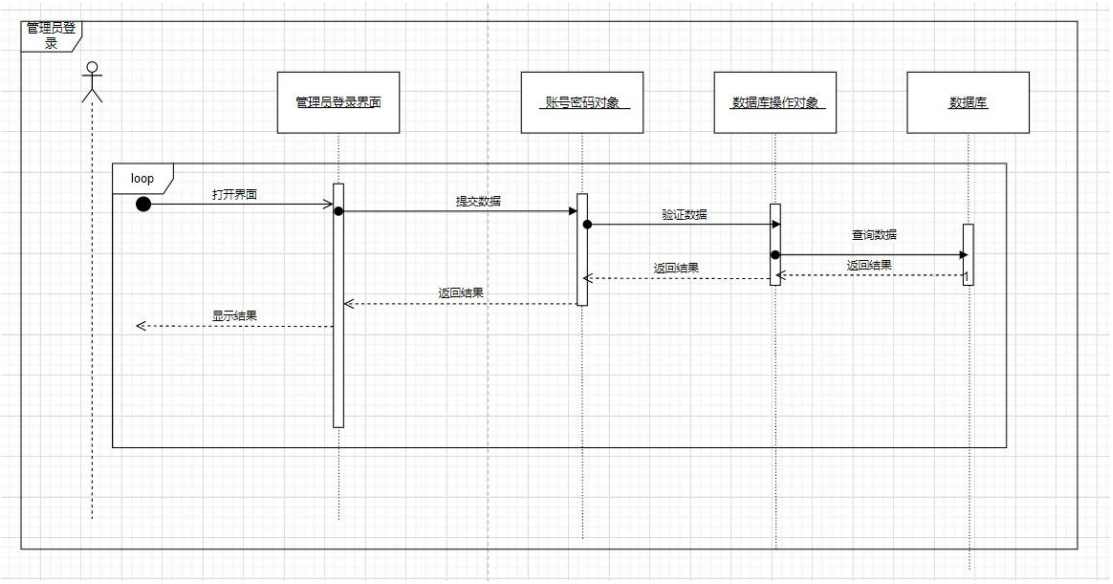 管理员登
录
管理员登录界面
账号密码对象
数据库操作对象
数据库
loop
打开界面
提交数据
验证数据
查询数据
返回结果
返回结果
返回结果
显示结果